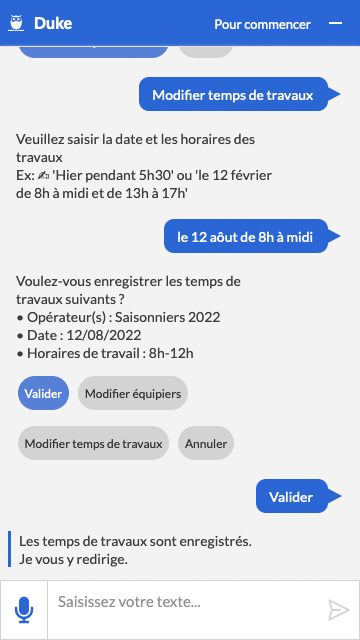 Duke
Pour commencer
Modifier temps de travaux
Veuillez saisir la date et les horaires des
travaux
Ex: ✍ 'Hier pendant 5h30' ou 'le 12 février
de 8h à midi et de 13h à 17h'
le 12 aôut de 8h à midi
Voulez-vous enregistrer les temps de
travaux suivants ?
• Opérateur(s) : Saisonniers 2022
• Date : 12/08/2022
• Horaires de travail : 8h-12h
Valider
Modifier équipiers
Modifier temps de travaux
Annuler
Valider
Les temps de travaux sont enregistrés.
Je vous y redirige.
Saisissez votre texte...